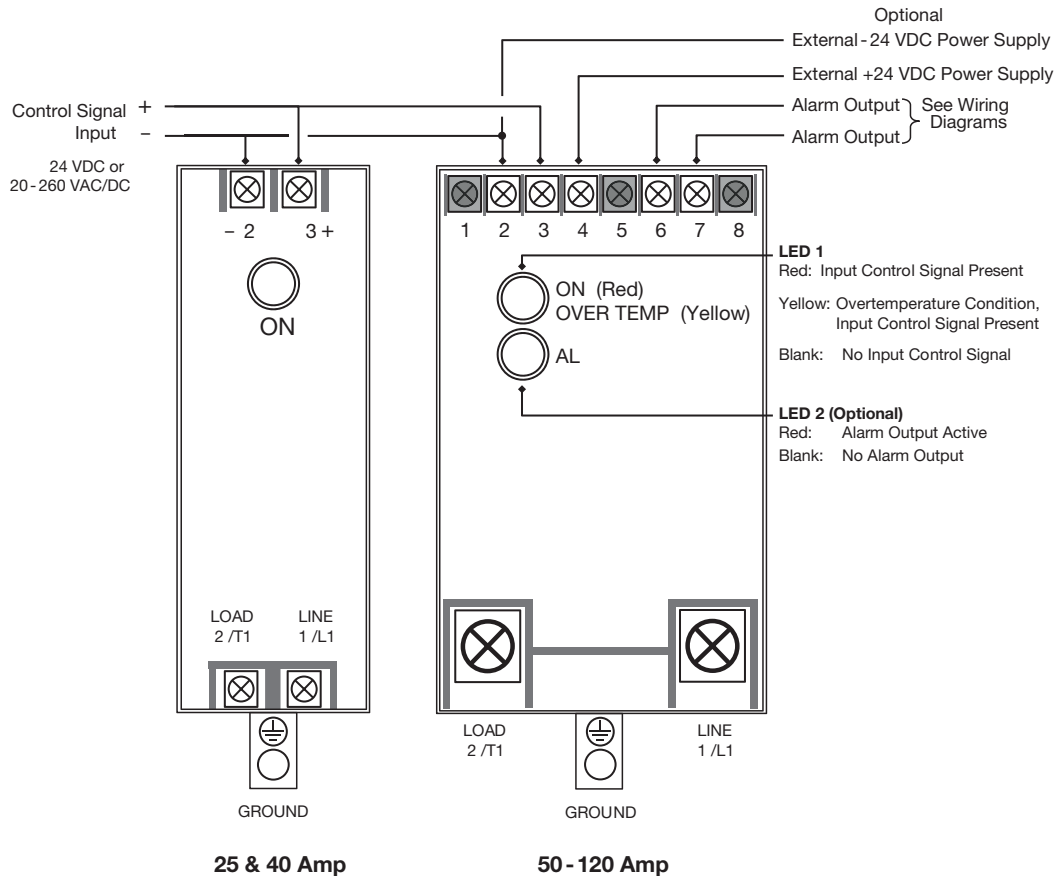 Optional
External - 24 VDC Power Supply
External +24 VDC Power Supply
Alarm Output
Alarm Output
See Wiring
Diagrams
Control Signal +
Input –
24 VDC or
20 - 260 VAC/DC
– 2 3 +
ON
LOAD
2 /T1
LINE
1 /L1
GROUND
25 & 40 Amp
1 2 3 4 5 6 7 8
ON (Red)
OVER TEMP (Yellow)
AL
LED 1
Red: Input Control Signal Present
Yellow: Overtemperature Condition,
Input Control Signal Present
Blank: No Input Control Signal
LED 2 (Optional)
Red: Alarm Output Active
Blank: No Alarm Output
LOAD
2 /T1
LINE
1 /L1
GROUND
50 - 120 Amp